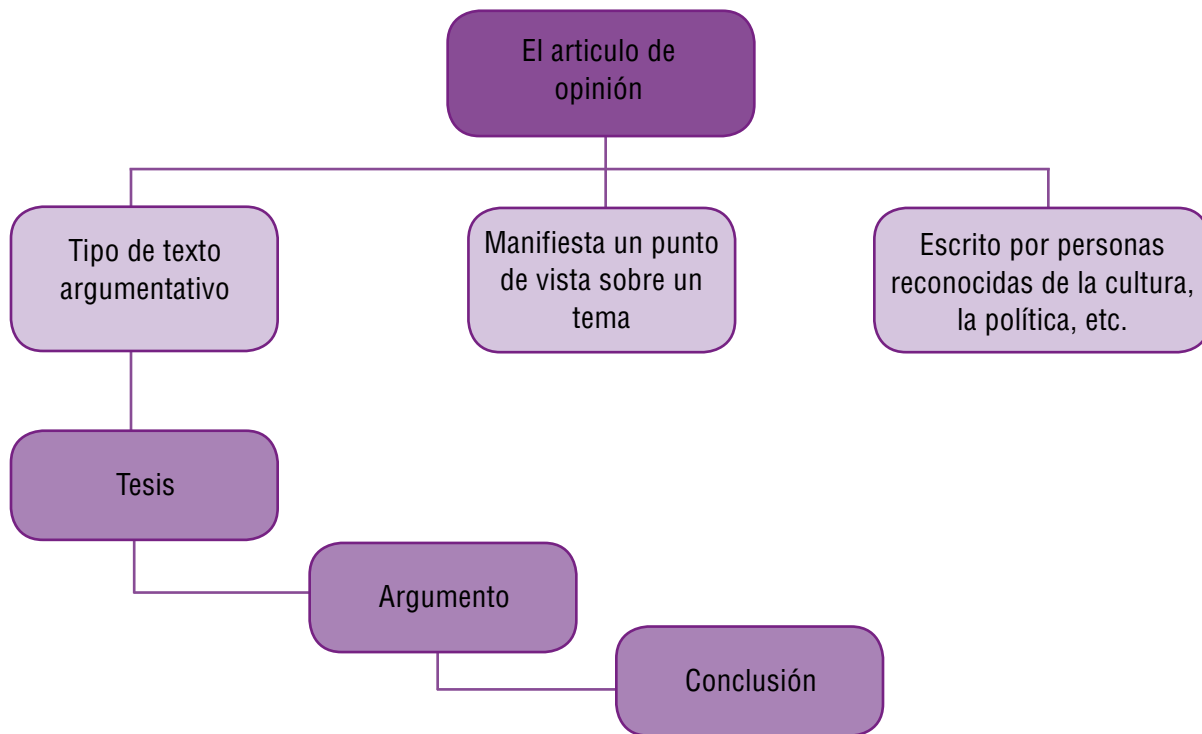 El articulo de
opinión
Tipo de texto
argumentativo
Manifiesta un punto
de vista sobre un
tema
Escrito por personas
reconocidas de la cultura,
la política, etc.
Tesis
Argumento
Conclusión